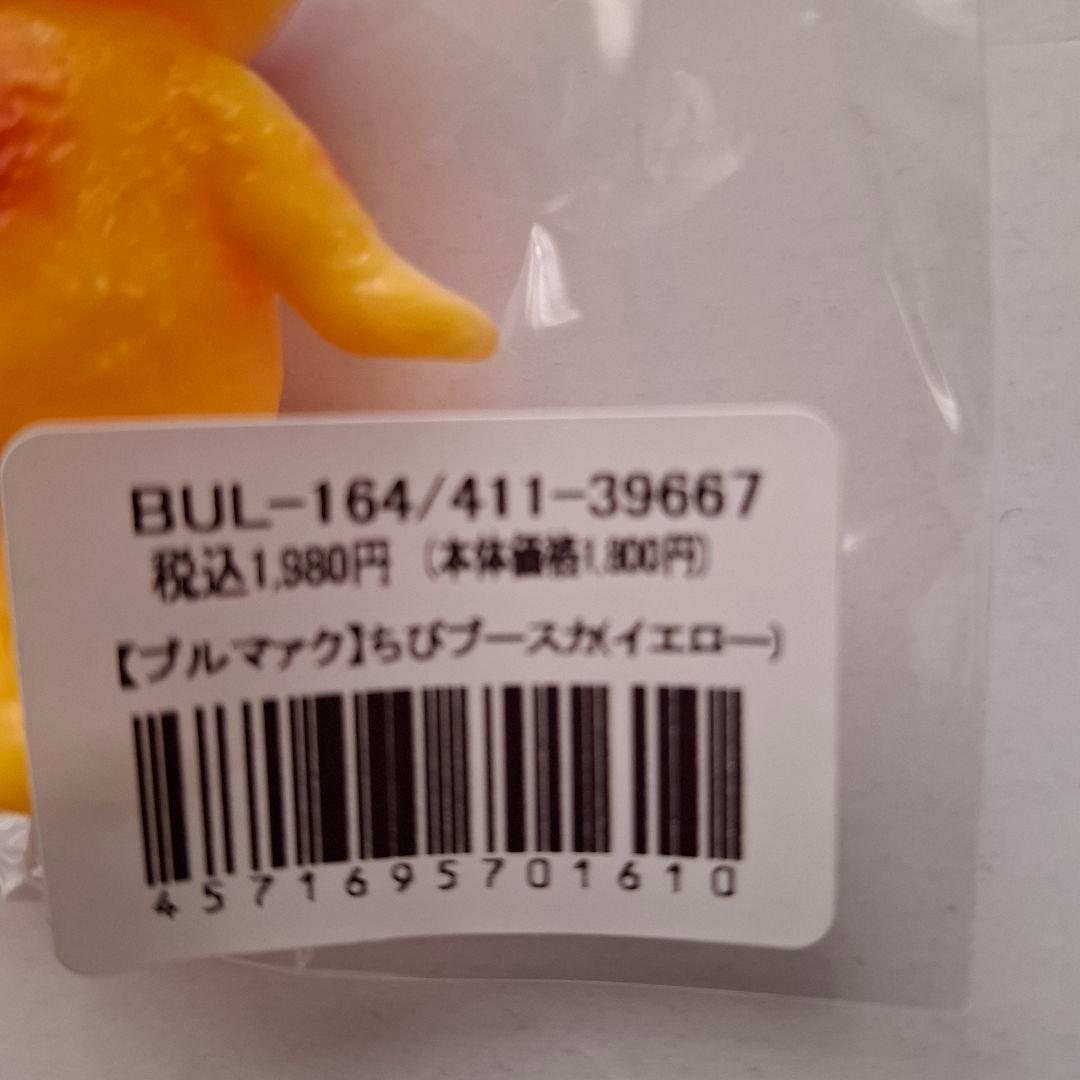 BUL-164/411-39667
税込1,980円 (本体価格1,800円)
【ブルマァク】ちびブースカ(イエロー)
4571695701610